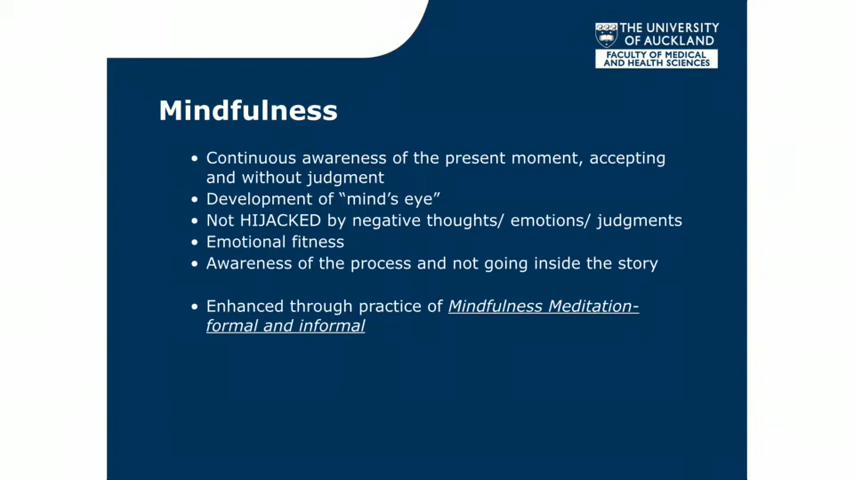 THE UNIVERSITY
OF AUCKLAND
FACULTY OF MEDICAL
AND HEALTH SCIENCES
Mindfulness
• Continuous awareness of the present moment, accepting
and without judgment
• Development of “mind’s eye”
• Not HIJACKED by negative thoughts/ emotions/ judgments
• Emotional fitness
• Awareness of the process and not going inside the story
• Enhanced through practice of Mindfulness Meditation-
formal and informal